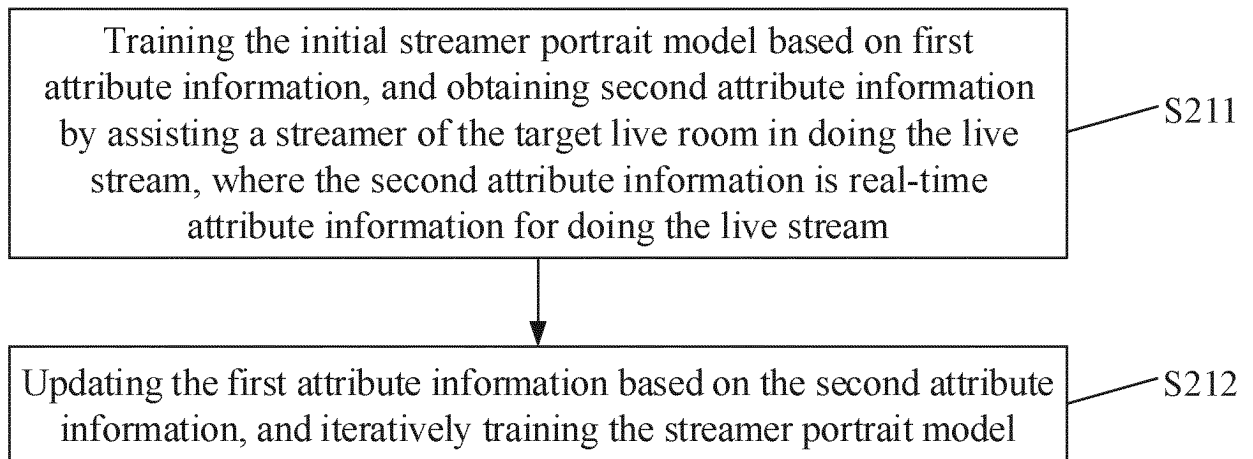 Training the initial streamer portrait model based on first
attribute information, and obtaining second attribute information
by assisting a streamer of the target live room in doing the live
stream, where the second attribute information is real-time
attribute information for doing the live stream
S211
Updating the first attribute information based on the second attribute
information, and iteratively training the streamer portrait model
S212